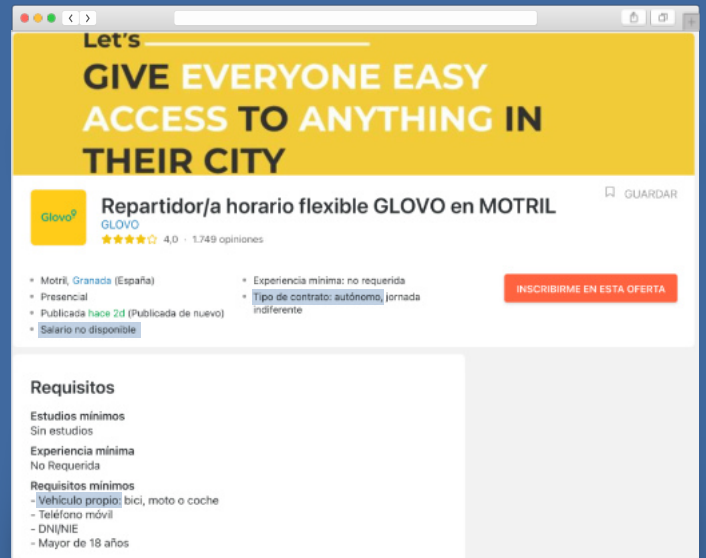 Let's
GIVE EVERYONE EASY
ACCESS TO ANYTHING IN
THEIR CITY
GUARDAR
Glovo
Repartidor/a horario flexible GLOVO en MOTRIL
GLOVO
4,0 · 1.749 opiniones
Motril, Granada (España)
Presencial
Publicada hace 2d (Publicada de nuevo)
Salario no disponible
Experiencia mínima: no requerida
Tipo de contrato: autónomo, jornada
indiferente
INSCRIBIRME EN ESTA OFERTA
Requisitos
Estudios mínimos
Sin estudios
Experiencia mínima
No Requerida
Requisitos mínimos
- Vehículo propio: bici, moto o coche
- Teléfono móvil
- DNI/NIE
- Mayor de 18 años